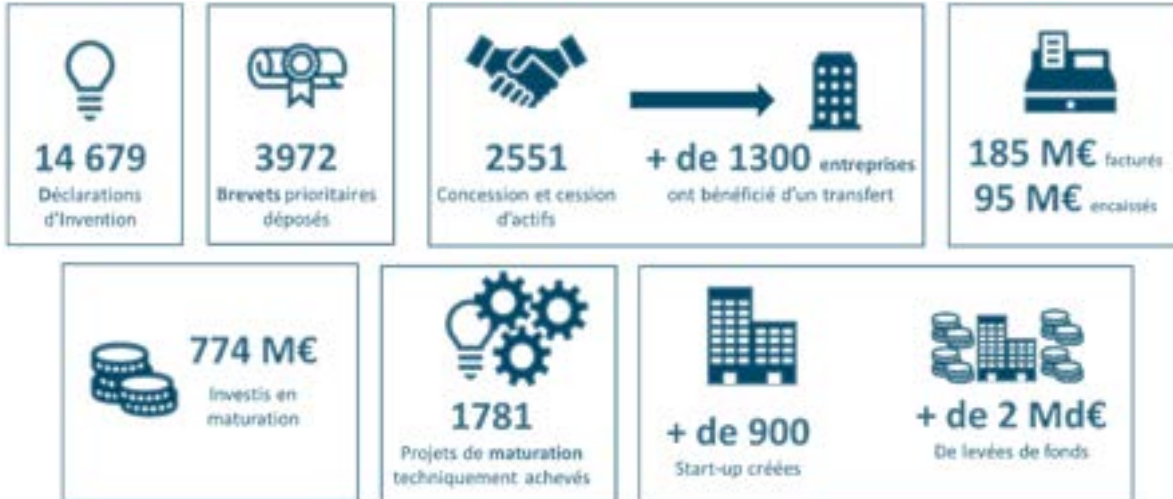 14 679
Déclarations
d'Invention
3972
Brevets prioritaires
déposés
2551
Concession et cession
d'actifs
+ de 1300 entreprises
ont bénéficié d'un transfert
185 M€ facturés
95 M€ encaissés
774 M€
Investis en
maturation
1781
Projets de maturation
techniquement achevés
+ de 900
Start-up créées
+ de 2 Md€
De levées de fonds